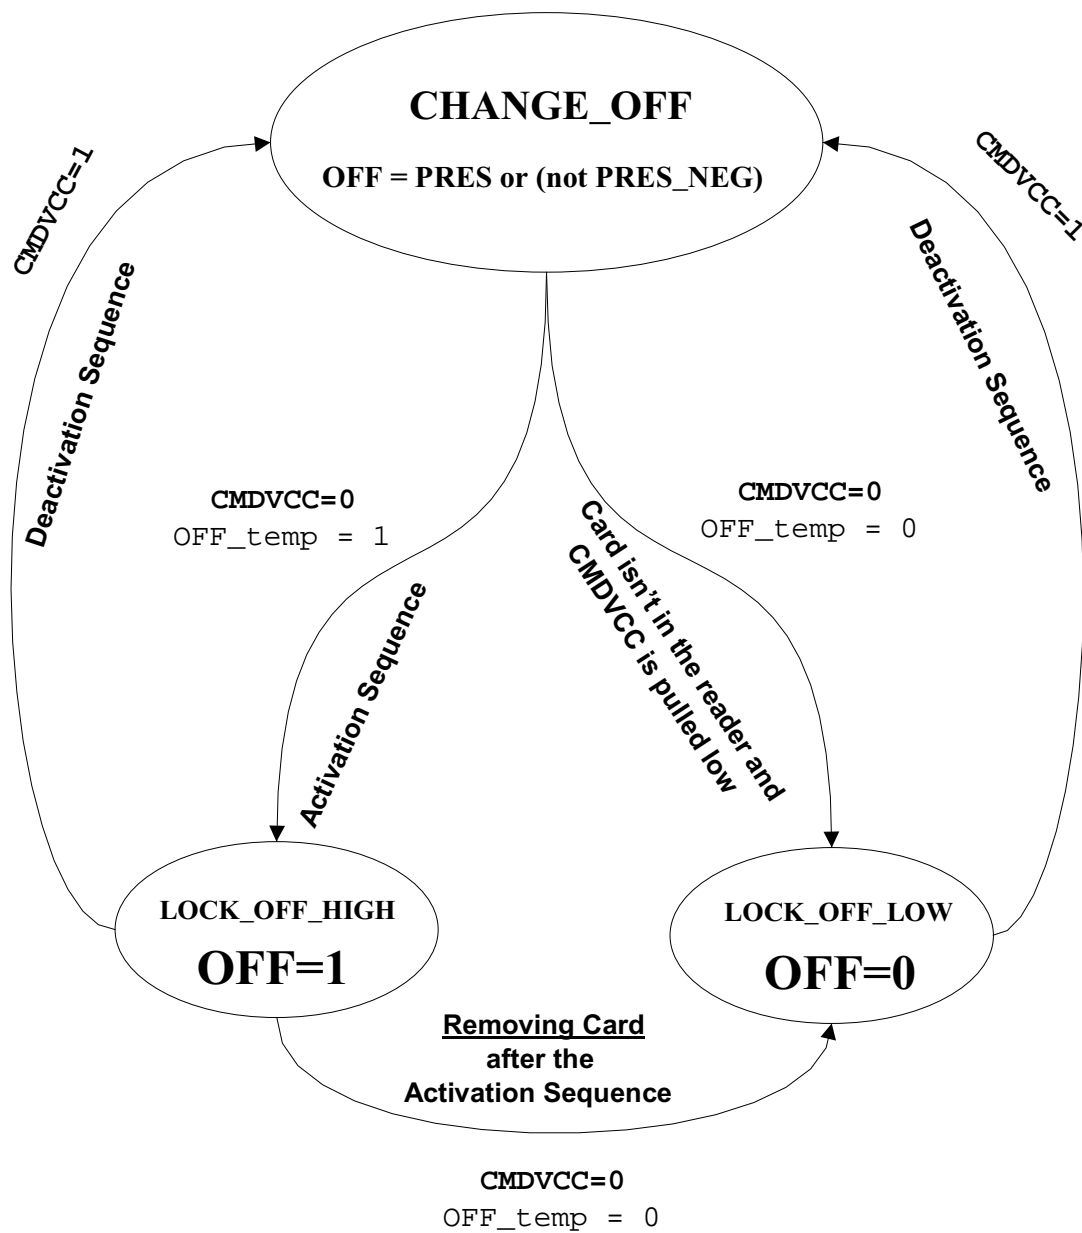 CHANGE_OFF
OFF = PRES or (not PRES_NEG)
CMDVCC=1
Deactivation Sequence
CMDVCC=1
Deactivation Sequence
CMDVCC=0
OFF_temp = 1
Activation Sequence
CMDVCC=0
OFF_temp = 0
Card isn't in the reader and
CMDVCC is pulled low
LOCK_OFF_HIGH
OFF=1
LOCK_OFF_LOW
OFF=0
Removing Card
after the
Activation Sequence
CMDVCC=0
OFF_temp = 0